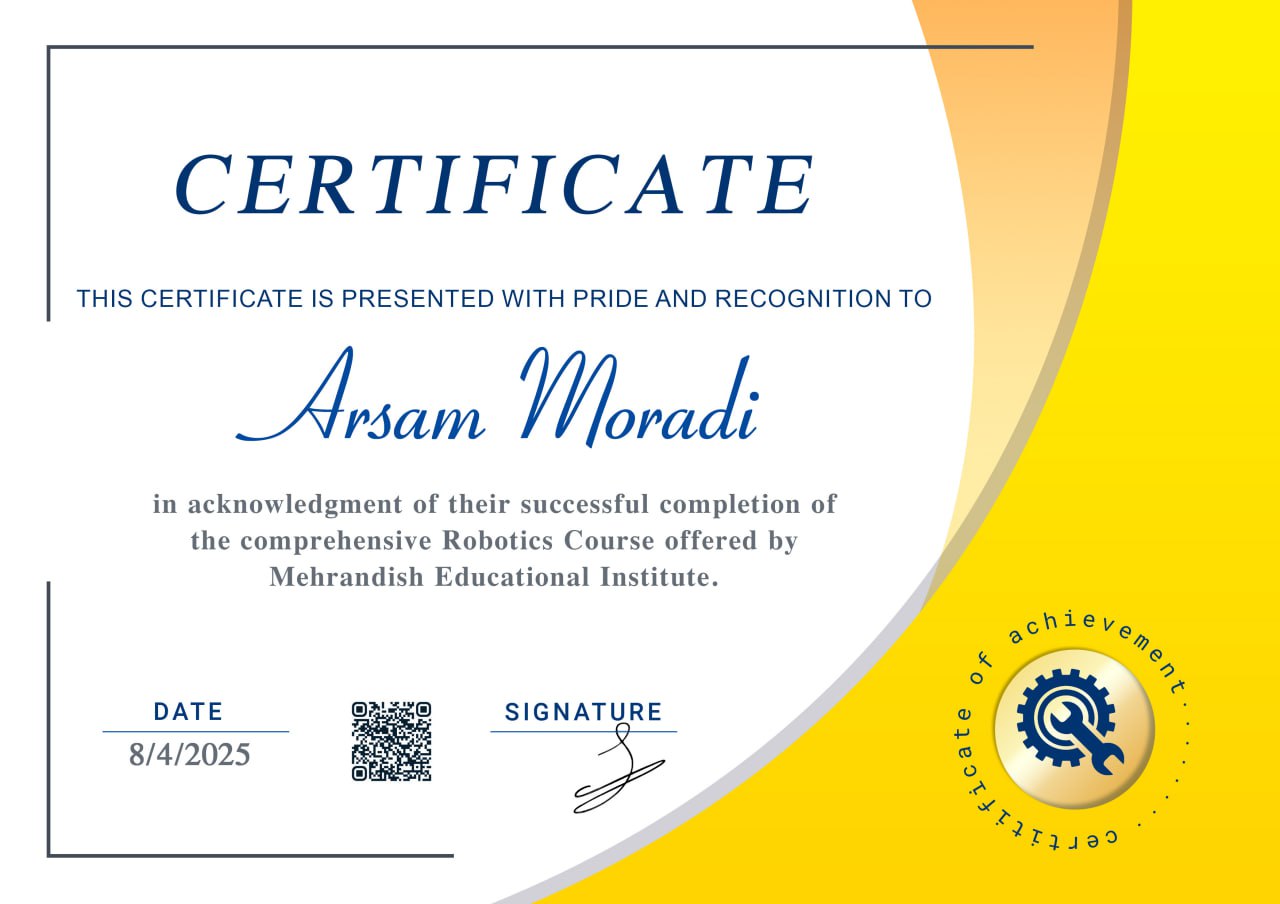 CERTIFICATE
THIS CERTIFICATE IS PRESENTED WITH PRIDE AND RECOGNITION TO
Arsam Moradi
in acknowledgment of their successful completion of
the comprehensive Robotics Course offered by
Mehrandish Educational Institute.
DATE
8/4/2025
SIGNATURE
certificate of achievement........